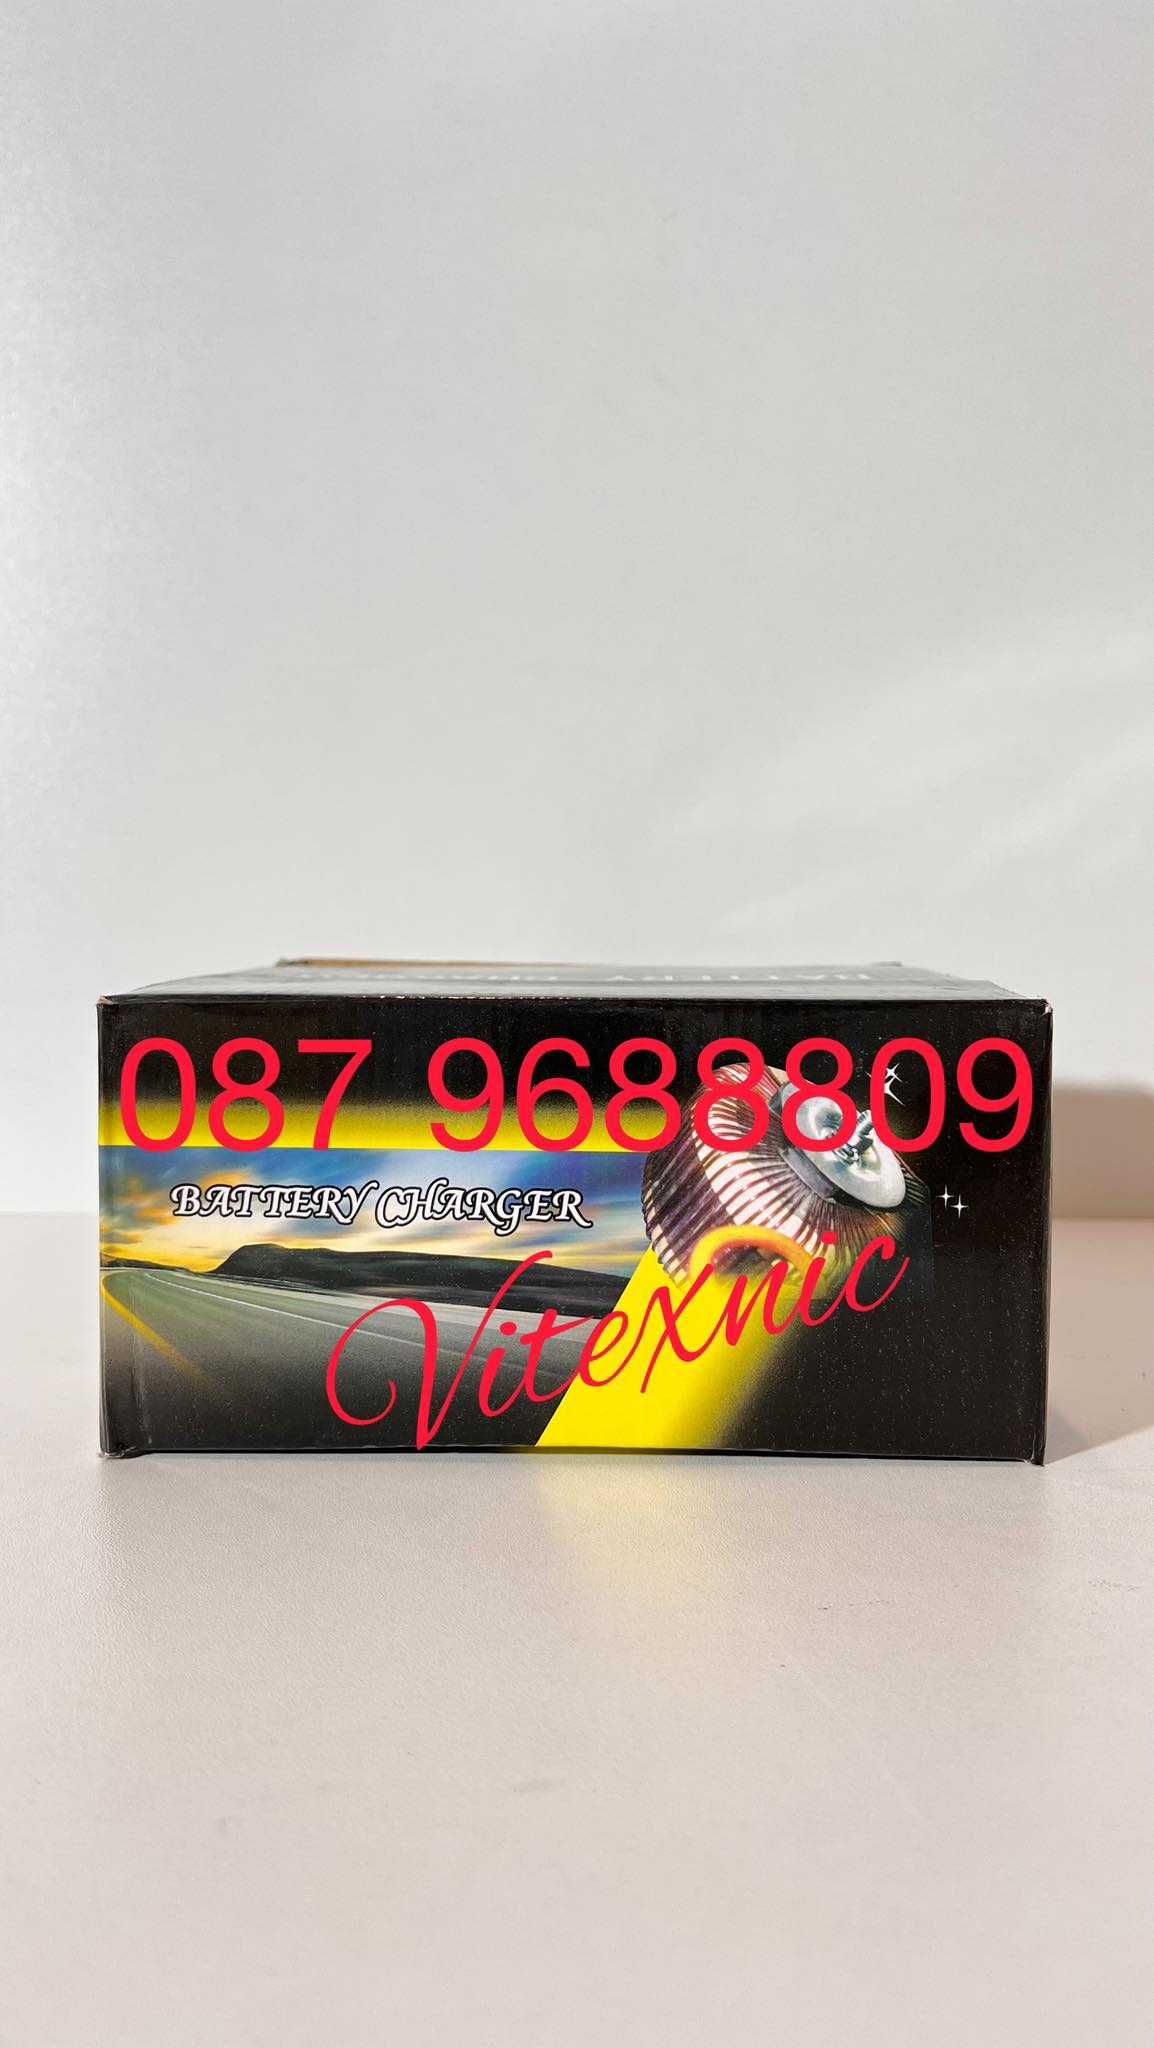 087 9688809
BATTERY CHARGER
Vitexnic